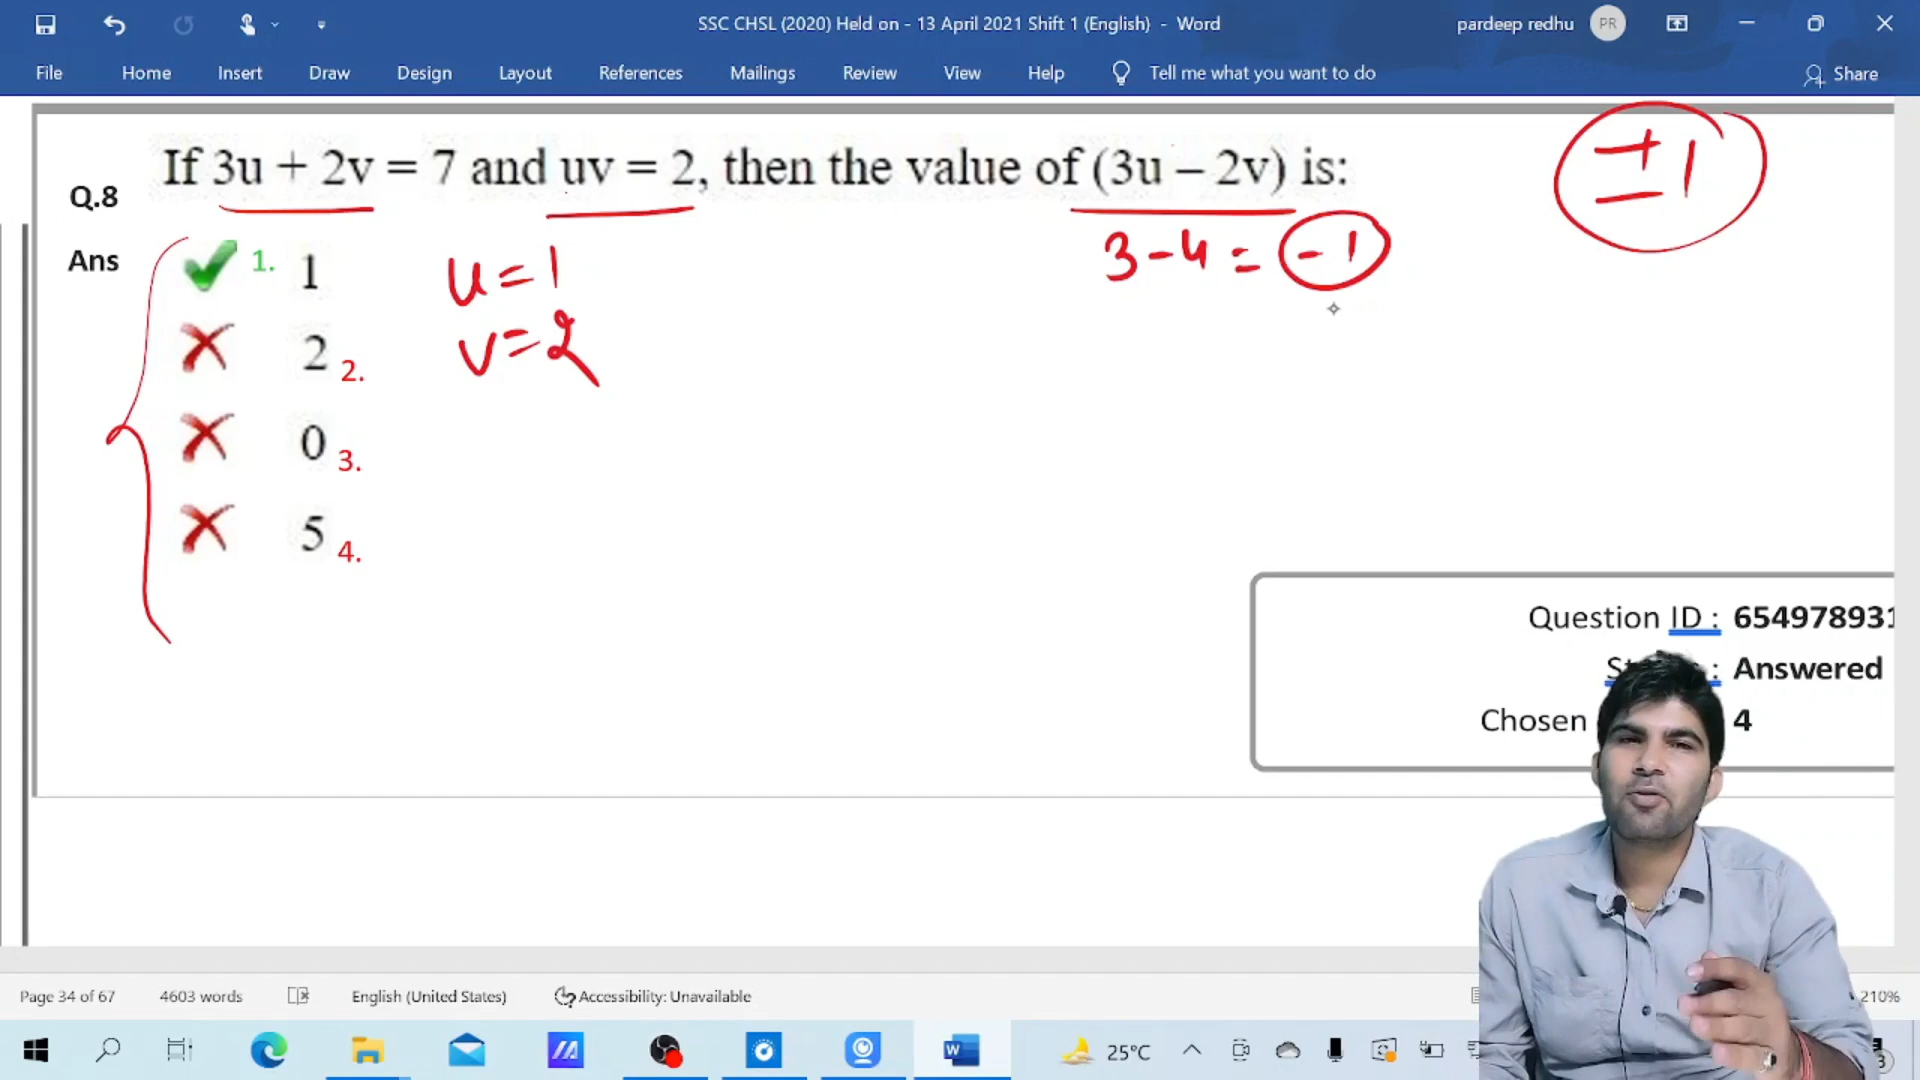 SSC CHSL (2020) Held on - 13 April 2021 Shift 1 (English) - Word
pardeep redhu PR
File Home Insert Draw Design Layout References Mailings Review View Help Tell me what you want to do Share
Q.8 If 3u + 2v = 7 and uv = 2, then the value of (3u – 2v) is:
±1
3-4 = -1
Ans 1. 1
u=1
2 2.
v=2
0 3.
5 4.
Question ID : 65497893
: Answered
Chosen 4
Page 34 of 67 4603 words English (United States) Accessibility: Unavailable 210%
W 25°C 3